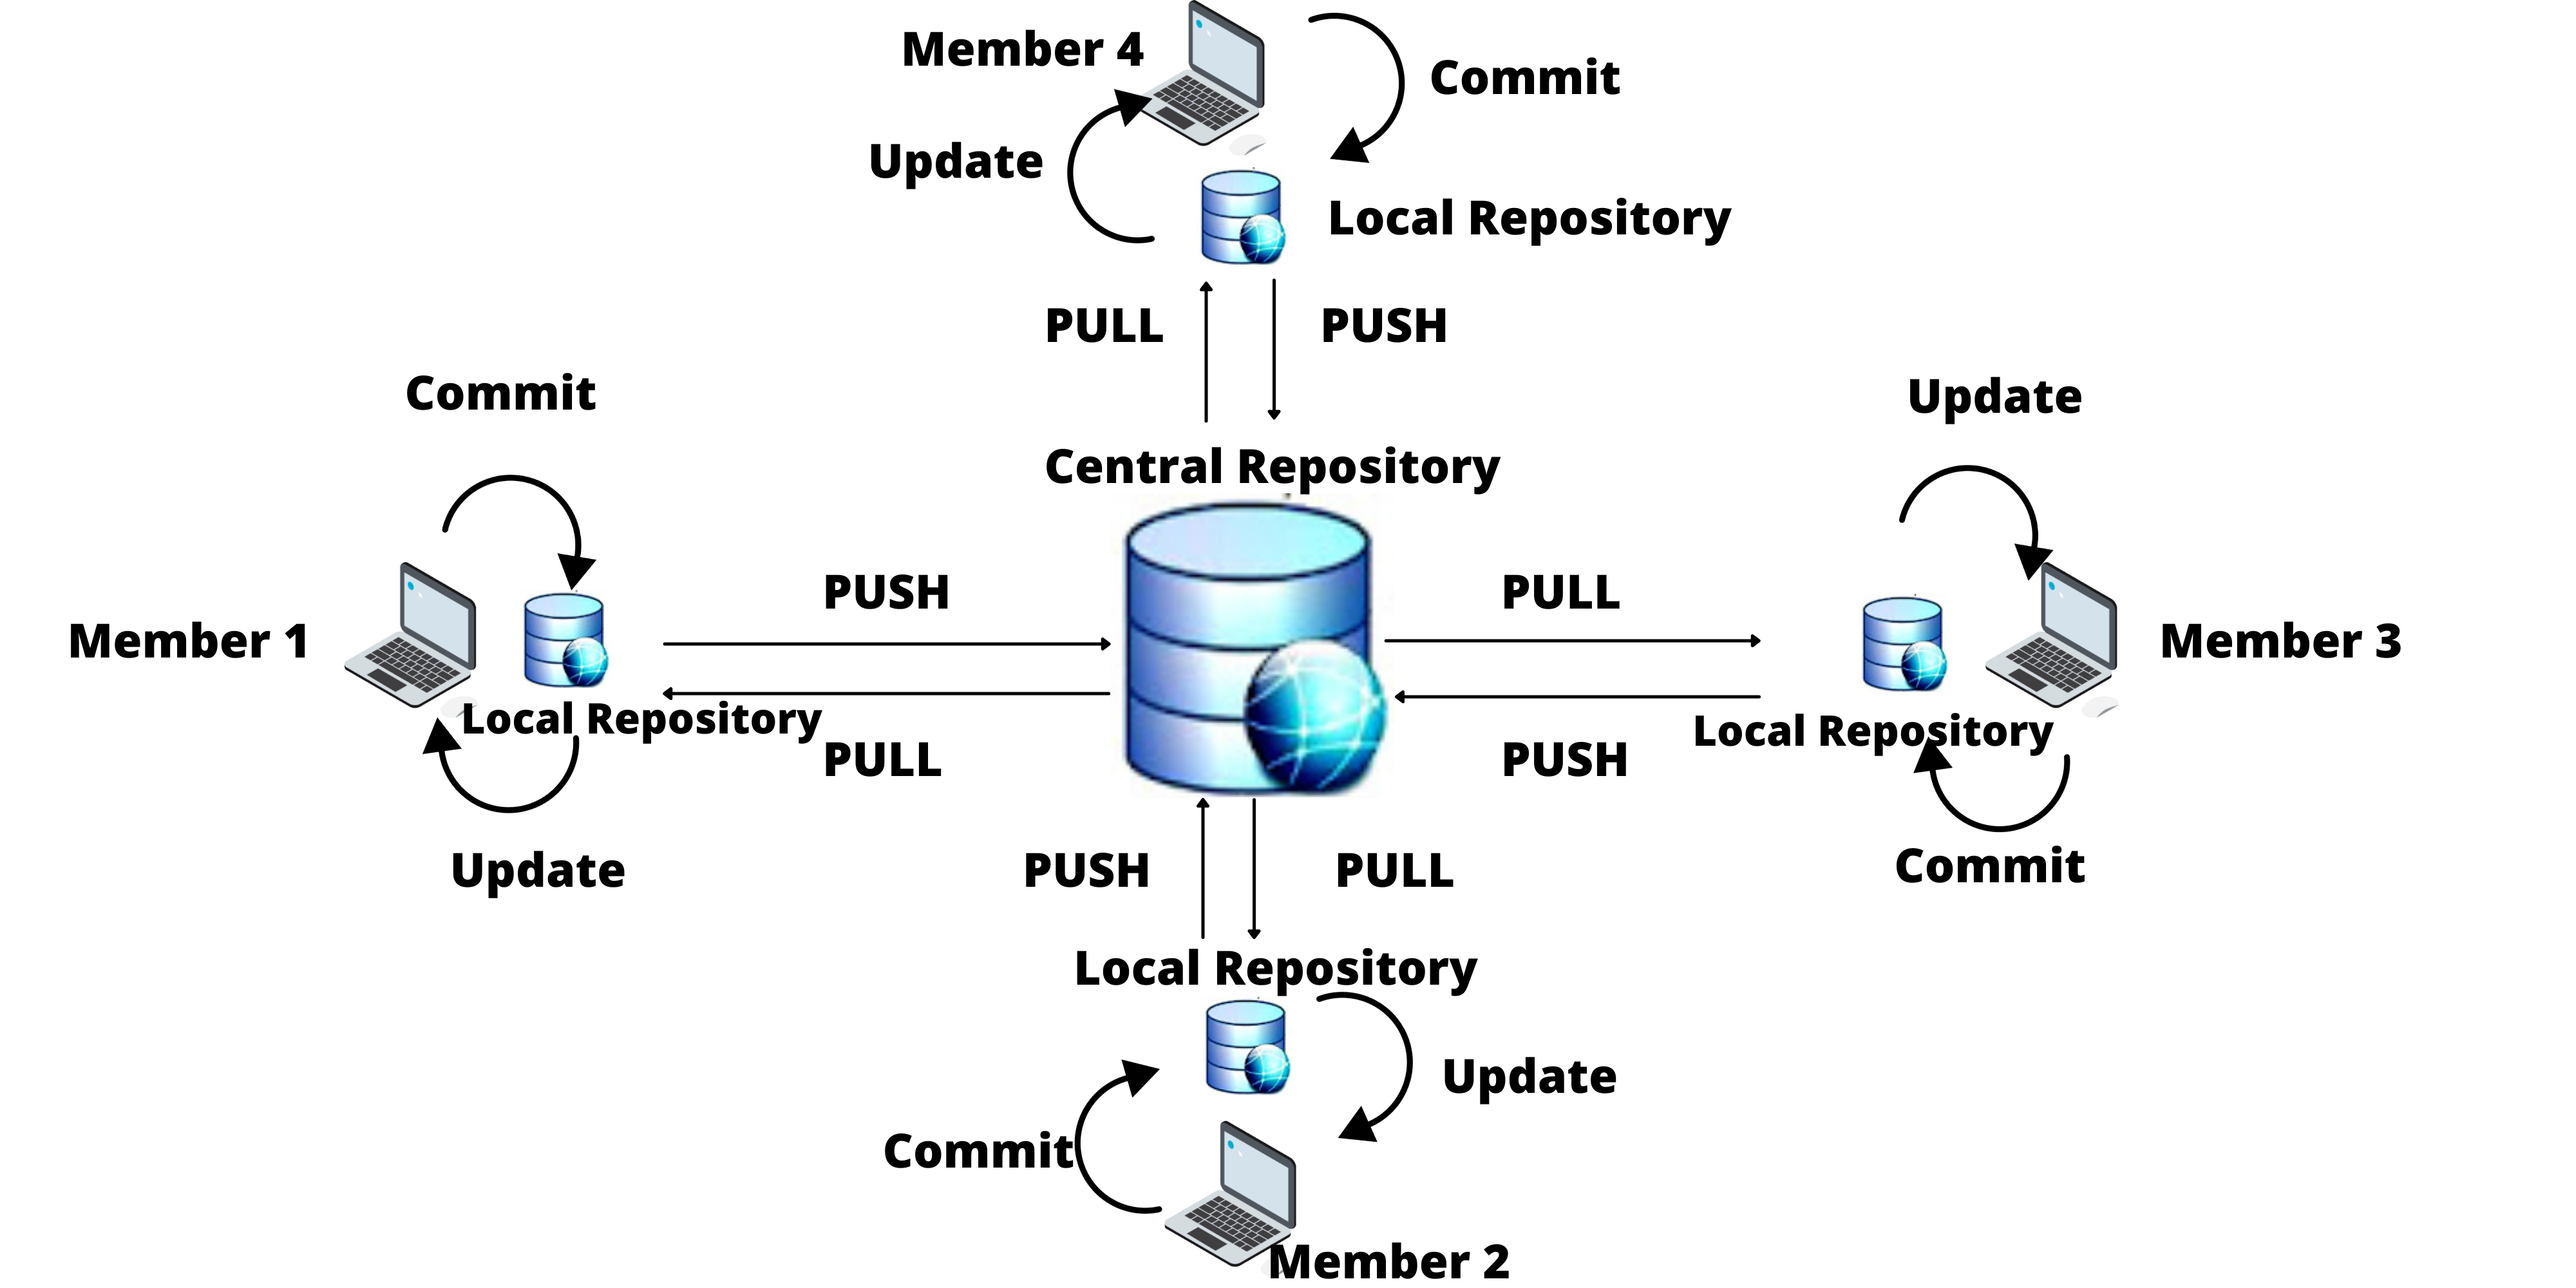 Member 4
Commit
Update
Local Repository
PULL
PUSH
Commit
Update
Central Repository
PUSH
PULL
Member 1
Member 3
Local Repository
Local Repository
PULL
PUSH
Update
Commit
PUSH
PULL
Local Repository
Update
Commit
Member 2